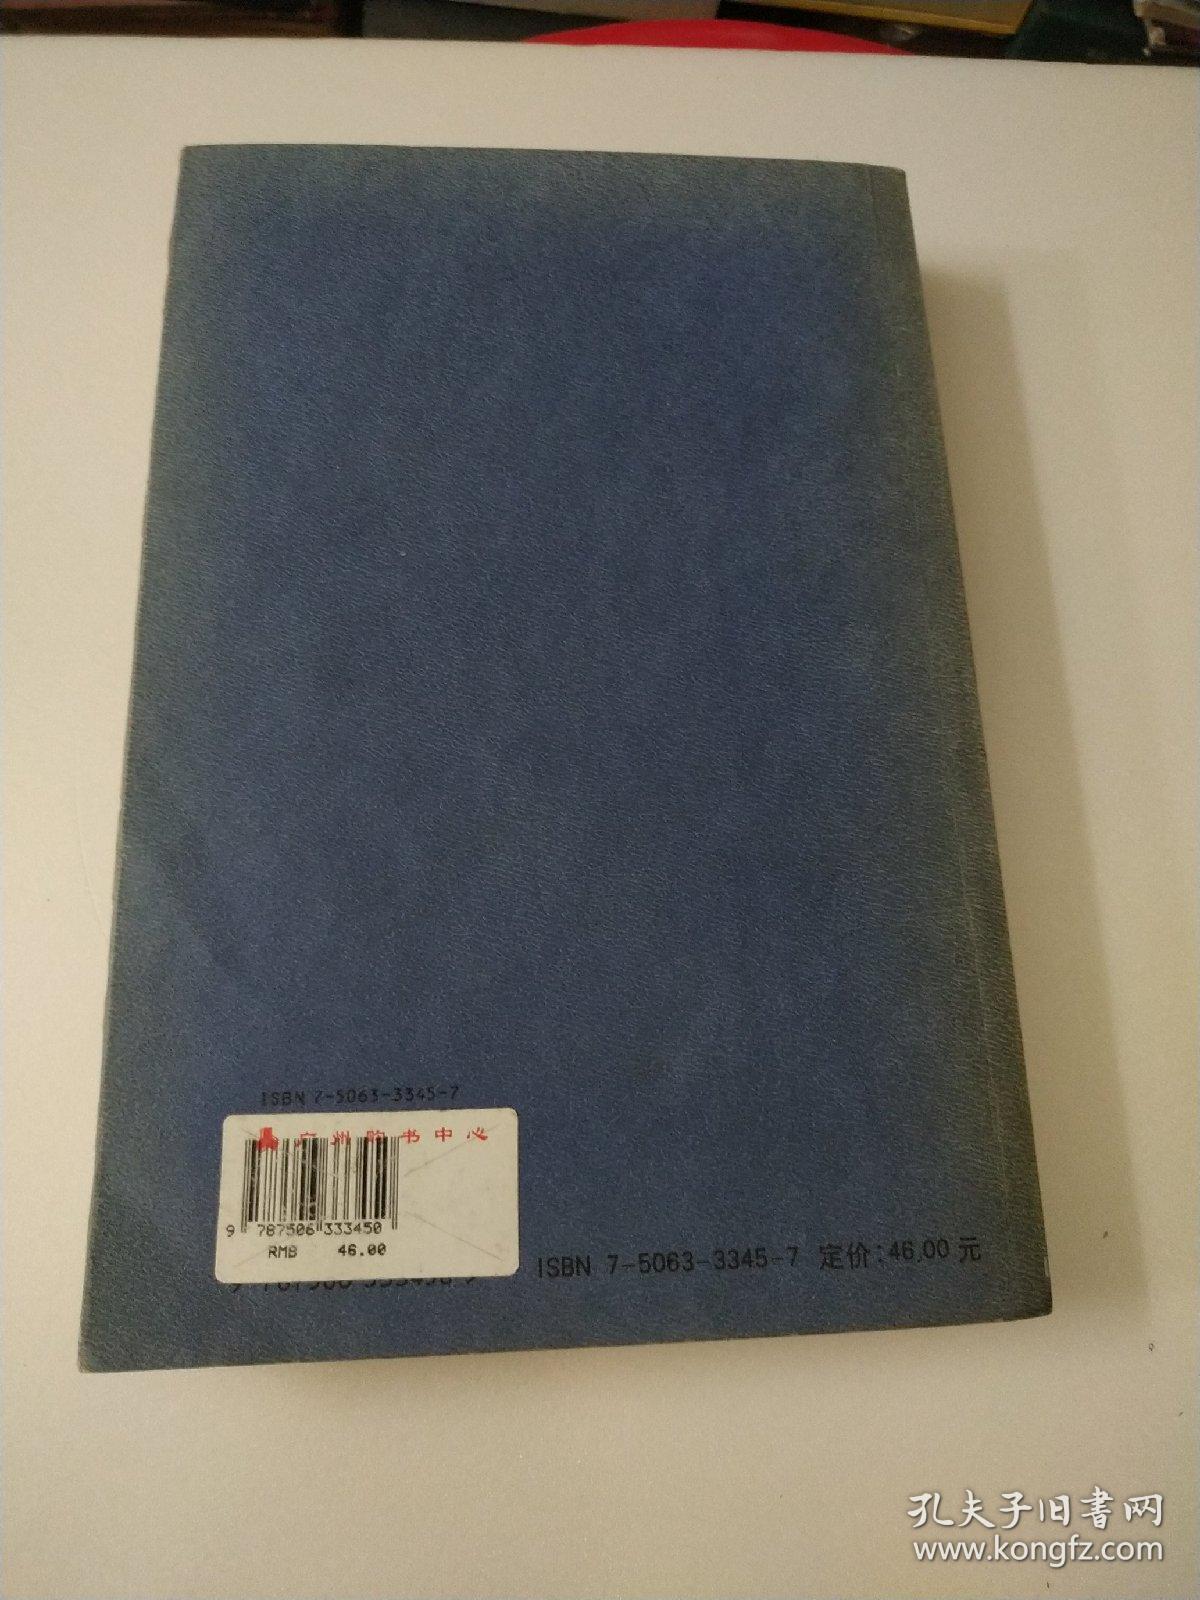 ISBN 7-5063-3345-7
广州购书中心
9 787506 333450
RMB 46.00
ISBN 7-5063-3345-7 定价:46.00元
孔夫子旧书网
www.kongfz.com